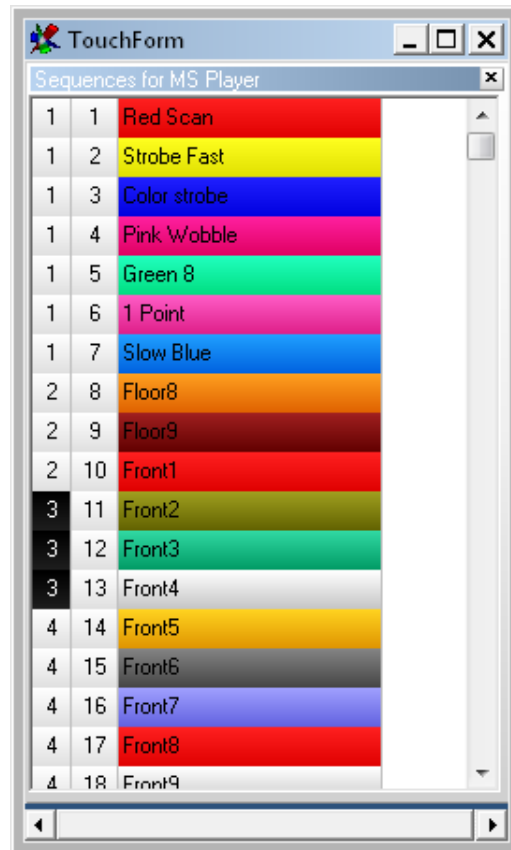 TouchForm
Sequences for MS Player
1 1 Red Scan
1 2 Strobe Fast
1 3 Color strobe
1 4 Pink Wobble
1 5 Green 8
1 6 1 Point
1 7 Slow Blue
2 8 Floor8
2 9 Floor9
2 10 Front1
3 11 Front2
3 12 Front3
3 13 Front4
4 14 Front5
4 15 Front6
4 16 Front7
4 17 Front8
4 18 Front9